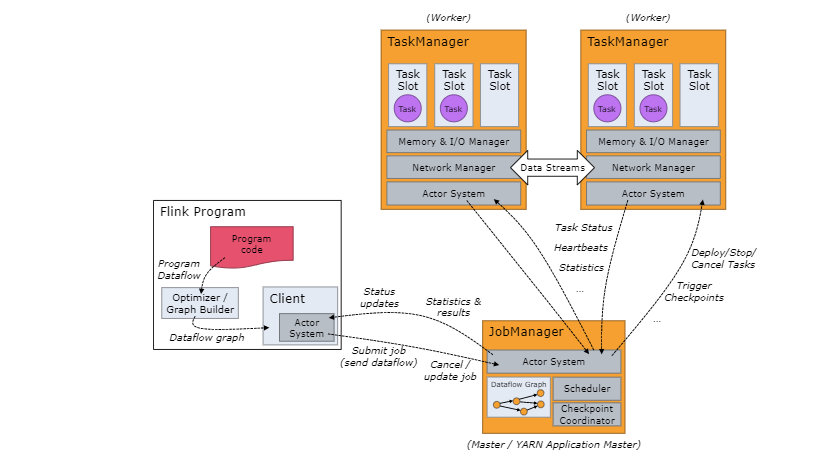 (Worker)
(Worker)
TaskManager
TaskManager
Task
Slot
Task
Slot
Task
Slot
Task
Slot
Task
Slot
Task
Slot
Task
Task
Task
Task
Memory & I/O Manager
Memory & I/O Manager
Network Manager
Data Streams
Network Manager
Actor System
Actor System
Flink Program
Program
code
Program
Dataflow
Optimizer /
Graph Builder
Dataflow graph
Client
Actor
System
Status
updates
Statistics &
results
Submit job
(send dataflow)
Cancel /
update job
Task Status
Heartbeats
Statistics
...
Deploy/Stop/
Cancel Tasks
Trigger
Checkpoints
...
JobManager
Actor System
Dataflow Graph
Scheduler
Checkpoint
Coordinator
(Master / YARN Application Master)